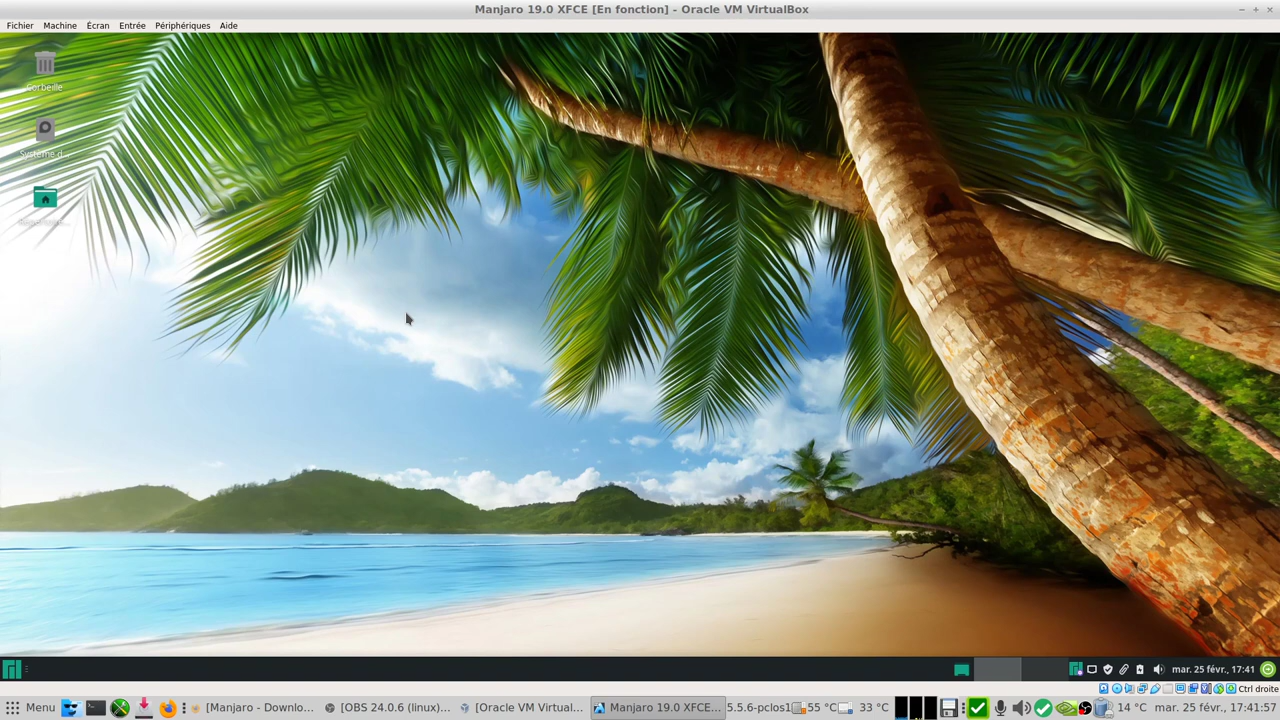 Manjaro 19.0 XFCE [En fonction] - Oracle VM VirtualBox
Fichier Machine Écran Entrée Périphériques Aide
Corbeille
Système d...
mar. 25 févr., 17:41
Ctrl droite
Menu [Manjaro Downlo... [OBS 24.0.3 (linux)... [Oracle VM Virtual... Manjaro 19.0 XFCE... 5.5.6-pclos1 55 °C 33 °C 14 °C mar. 25 févr., 17:41:57